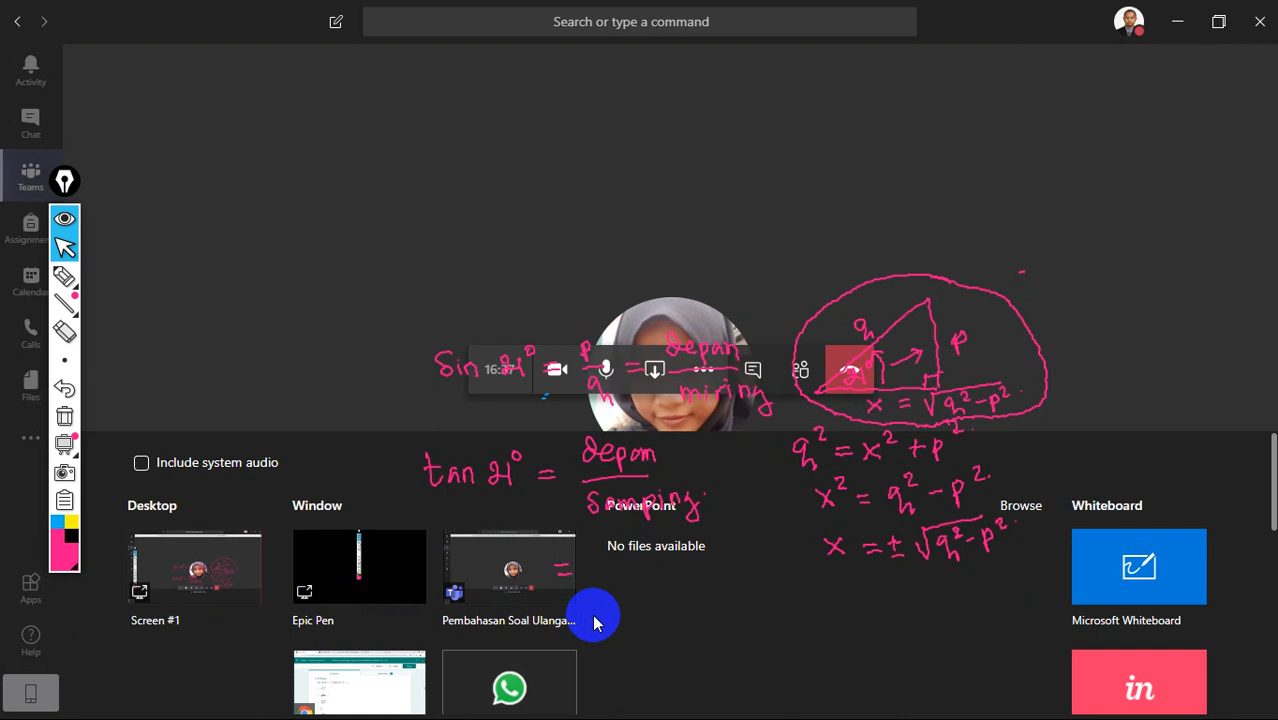 Search or type a command
Activity
Chat
Teams
Assignmen
Calendar
Calls
Files
Apps
Help
16:37
sin 21° = p/q = depan/miring
q
p
21°
x = √q²-p²
tan 21° = depan/samping
=
q² = x² + p²
x² = q² - p²
x = ± √q²-p²
Include system audio
Desktop
Window
PowerPoint
Browse
Whiteboard
No files available
Screen #1
Epic Pen
Pembahasan Soal Ulanga...
Microsoft Whiteboard
in